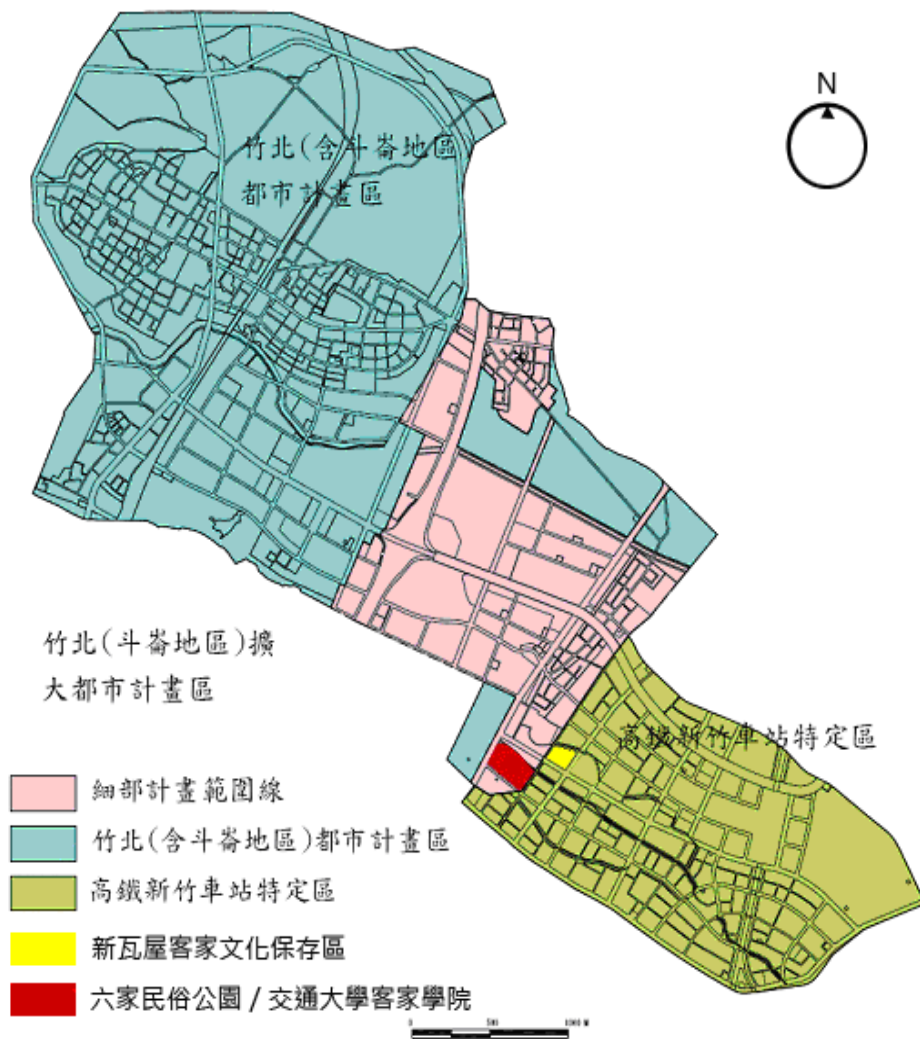 N
竹北(含斗崙地區
都市計畫區
竹北(斗崙地區)擴
大都市計畫區
高鐵新竹車站特定區
細部計畫範圍線
竹北(含斗崙地區)都市計畫區
高鐵新竹車站特定區
新瓦屋客家文化保存區
六家民俗公園 / 交通大學客家學院
0 500 1000 M